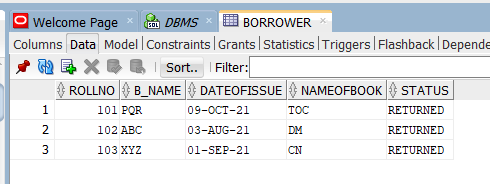 Welcome Page DBMS BORROWER
Columns Data Model Constraints Grants Statistics Triggers Flashback Depende
Sort.. Filter:
ROLLNO B_NAME DATEOFISSUE NAMEOFBOOK STATUS
1 101 PQR 09-OCT-21 TOC RETURNED
2 102 ABC 03-AUG-21 DM RETURNED
3 103 XYZ 01-SEP-21 CN RETURNED